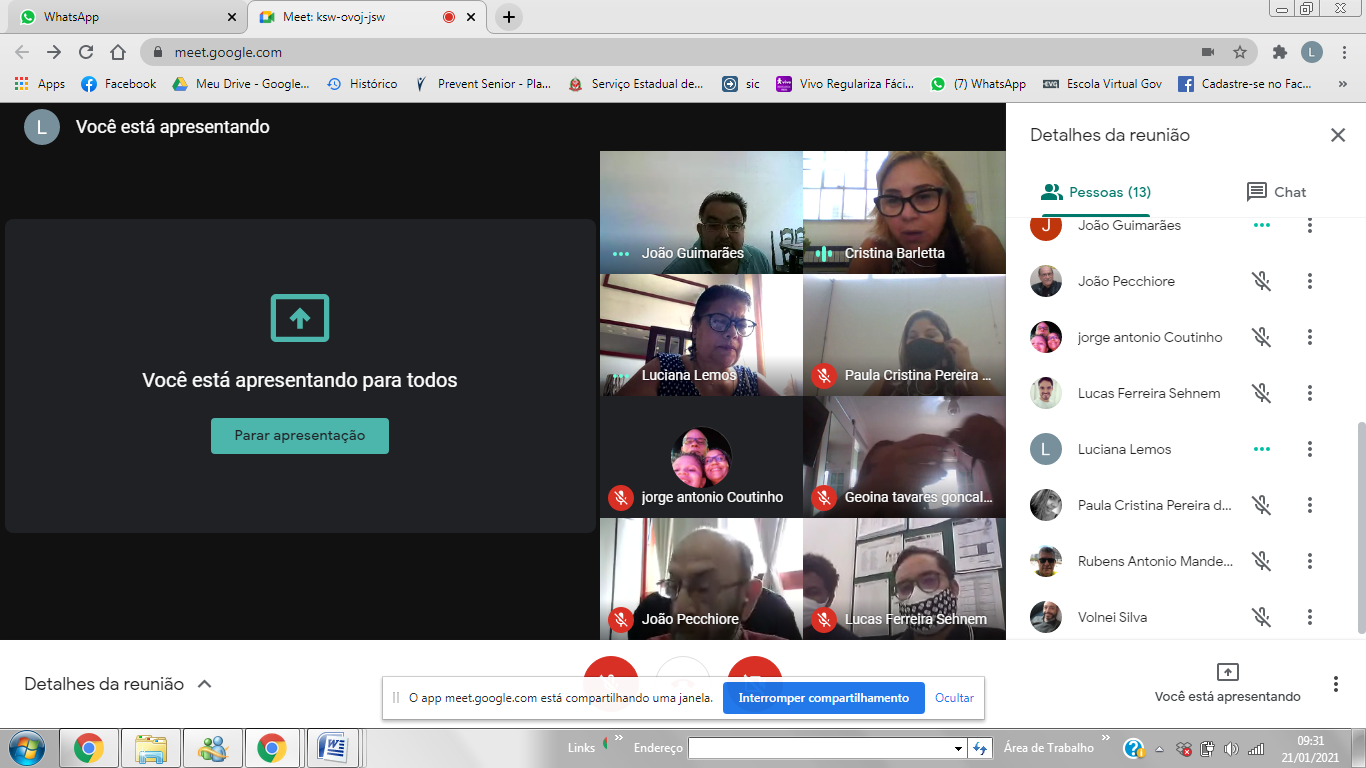 WhatsApp
Meet: ksw-ovoj-jsw
meet.google.com
L
Apps
Facebook
Meu Drive - Google...
Histórico
Prevent Senior - Pla...
Serviço Estadual de...
sic
Vivo Regulariza Fáci...
(7) WhatsApp
Escola Virtual Gov
Cadastre-se no Fac...
»
L
Você está apresentando
Você está apresentando para todos
Parar apresentação
João Guimarães
Cristina Barletta
Luciana Lemos
Paula Cristina Pereira ...
jorge antonio Coutinho
Geoina tavares goncal...
João Pecchiore
Lucas Ferreira Sehnem
Detalhes da reunião
Pessoas (13)
Chat
J
João Guimarães
João Pecchiore
jorge antonio Coutinho
Lucas Ferreira Sehnem
L
Luciana Lemos
Paula Cristina Pereira d...
Rubens Antonio Mande...
Volnei Silva
Detalhes da reunião
O app meet.google.com está compartilhando uma janela.
Interromper compartilhamento
Ocultar
Você está apresentando
Links
»
Endereço
Área de Trabalho
»
09:31
21/01/2021